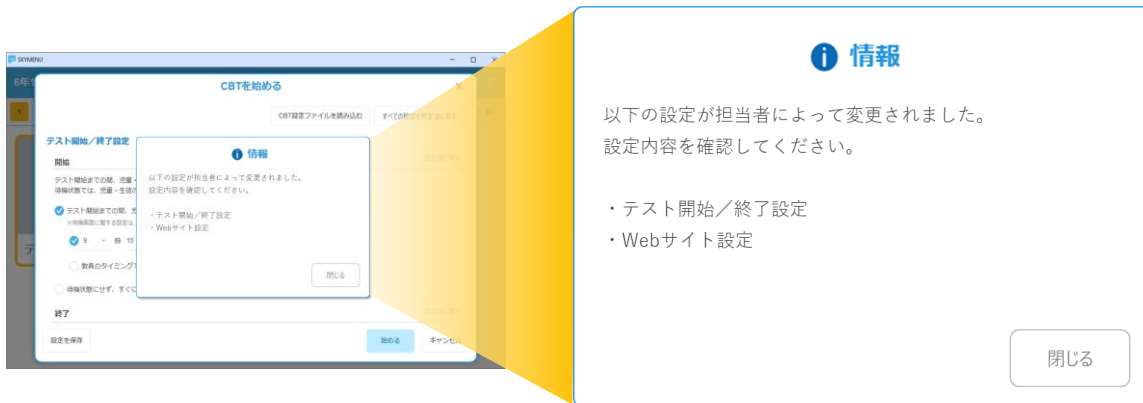 SKYMENU
6年1
CBTを始める
CBT設定ファイルを読み込む
すべての設定を規定値に戻す
テスト開始／終了設定
開始
テスト開始までの間、児童・
待機状態では、児童・生徒の
テスト開始までの間、児
9 時 15
教員のタイミングで
待機状態にせず、すぐに
終了
設定を保存
始める
キャンセル
情報
以下の設定が担当者によって変更されました。
設定内容を確認してください。
・テスト開始／終了設定
・Webサイト設定
閉じる
情報
以下の設定が担当者によって変更されました。
設定内容を確認してください。
・テスト開始／終了設定
・Webサイト設定
閉じる